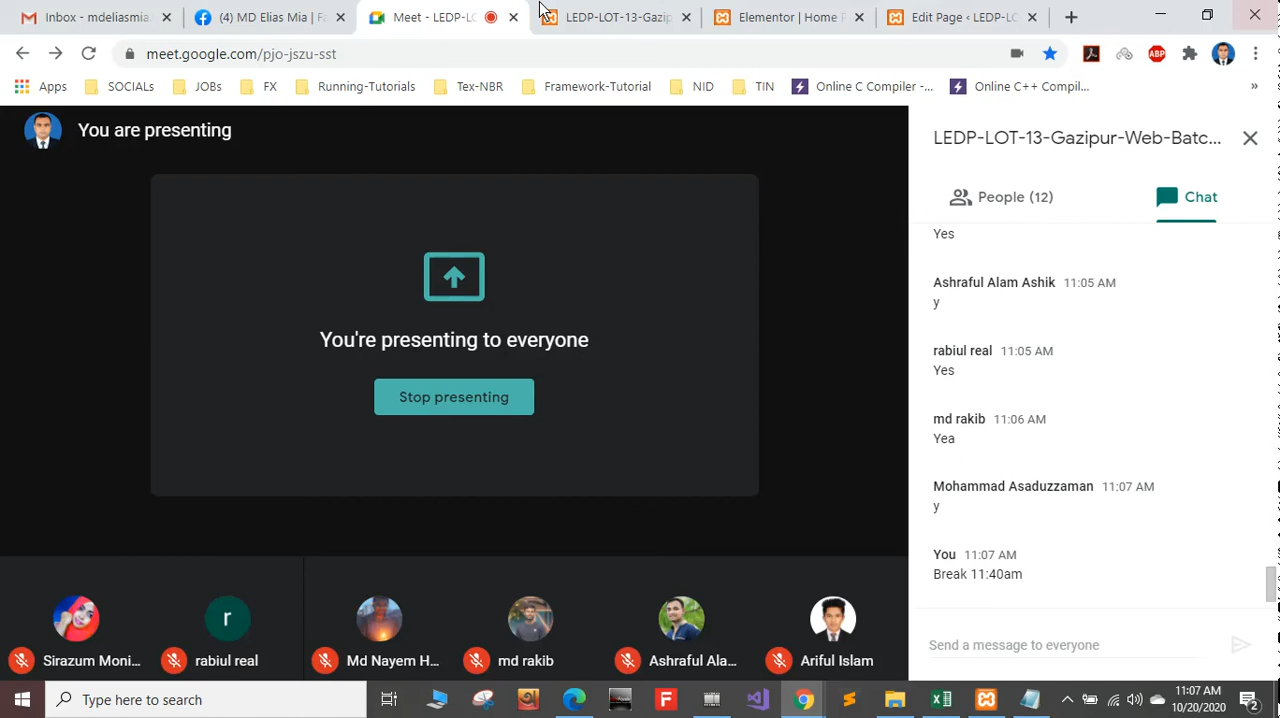 Inbox - mdeliasmia.
(4) MD Elias Mia | Fa
Meet - LEDP-LO
LEDP-LOT-13-Gazip
Elementor | Home P
Edit Page ‹ LEDP-LO
meet.google.com/pjo-jszu-sst
ABP
Apps
SOCIALs
JOBs
FX
Running-Tutorials
Tex-NBR
Framework-Tutorial
NID
TIN
Online C Compiler -...
Online C++ Compil...
»
You are presenting
LEDP-LOT-13-Gazipur-Web-Batc...
People (12)
Chat
Yes
Ashraful Alam Ashik 11:05 AM
y
rabiul real 11:05 AM
Yes
md rakib 11:06 AM
Yea
Mohammad Asaduzzaman 11:07 AM
y
You 11:07 AM
Break 11:40am
Send a message to everyone
You're presenting to everyone
Stop presenting
r
Sirazum Moni...
rabiul real
Md Nayem H...
md rakib
Ashraful Ala...
Ariful Islam
Type here to search
11:07 AM
10/20/2020
2